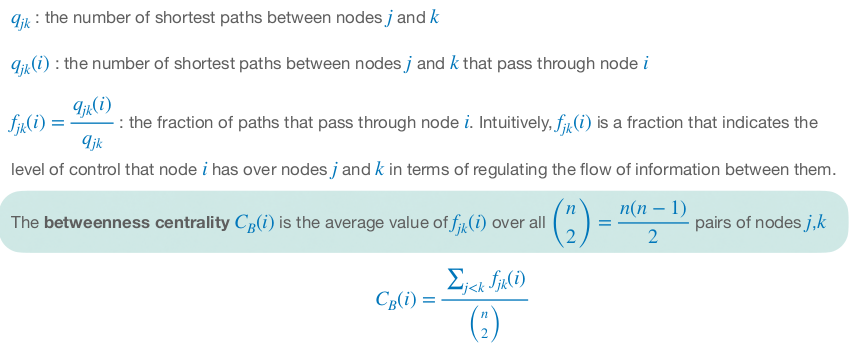 q_{jk} : the number of shortest paths between nodes j and k
q_{jk}(i) : the number of shortest paths between nodes j and k that pass through node i
f_{jk}(i) = \frac{q_{jk}(i)}{q_{jk}} : the fraction of paths that pass through node i. Intuitively, f_{jk}(i) is a fraction that indicates the
level of control that node i has over nodes j and k in terms of regulating the flow of information between them.
The betweenness centrality C_B(i) is the average value of f_{jk}(i) over all \binom{n}{2} = \frac{n(n-1)}{2} pairs of nodes j,k
C_B(i) = \frac{\sum_{j<k} f_{jk}(i)}{\binom{n}{2}}